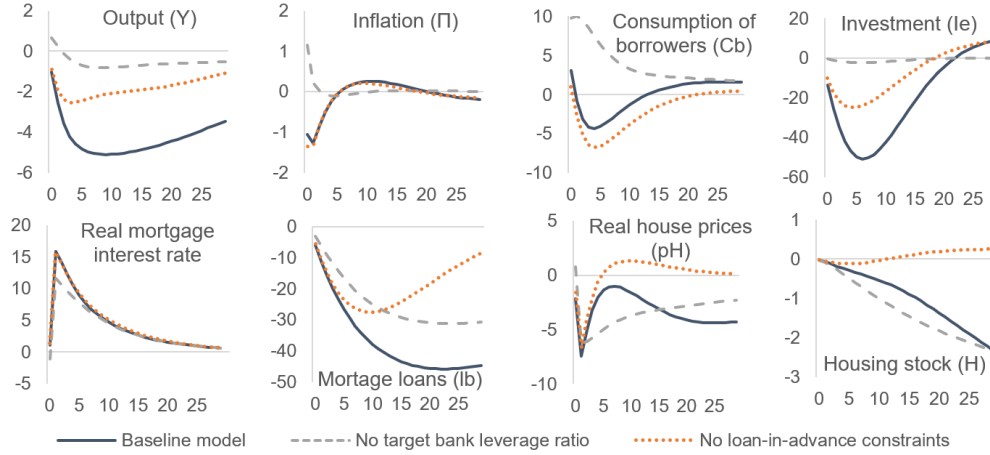 Output (Y)
2
0
-2
-4
-6
0 5 10 15 20 25
Inflation (Π)
2
1
0
-1
-2
0 5 10 15 20 25
Consumption of
borrowers (Cb)
10
5
0
-5
-10
0 5 10 15 20 25
Investment (Ie)
20
0
-20
-40
-60
0 5 10 15 20 25
Real mortgage
interest rate
20
15
10
5
0
-5
0 5 10 15 20 25
0
-10
-20
-30
-40
-50
Mortage loans (lb)
0 5 10 15 20 25
Real house prices
(pH)
5
0
-5
-10
0 5 10 15 20 25
1
0
-1
-2
-3
Housing stock (H)
0 5 10 15 20 25
Baseline model
No target bank leverage ratio
No loan-in-advance constraints